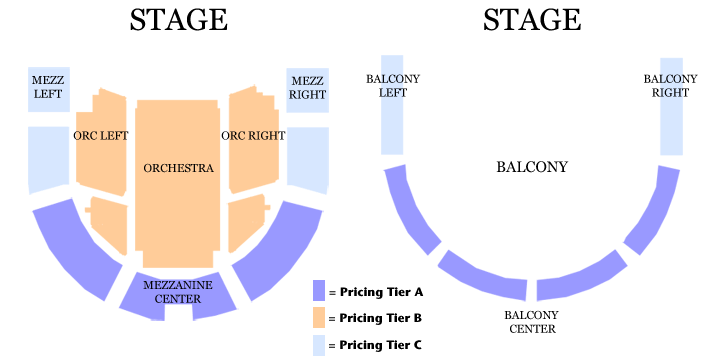 STAGE
MEZZ
LEFT
MEZZ
RIGHT
ORC LEFT
ORC RIGHT
ORCHESTRA
MEZZANINE
CENTER
STAGE
BALCONY
LEFT
BALCONY
RIGHT
BALCONY
BALCONY
CENTER
= Pricing Tier A
= Pricing Tier B
= Pricing Tier C